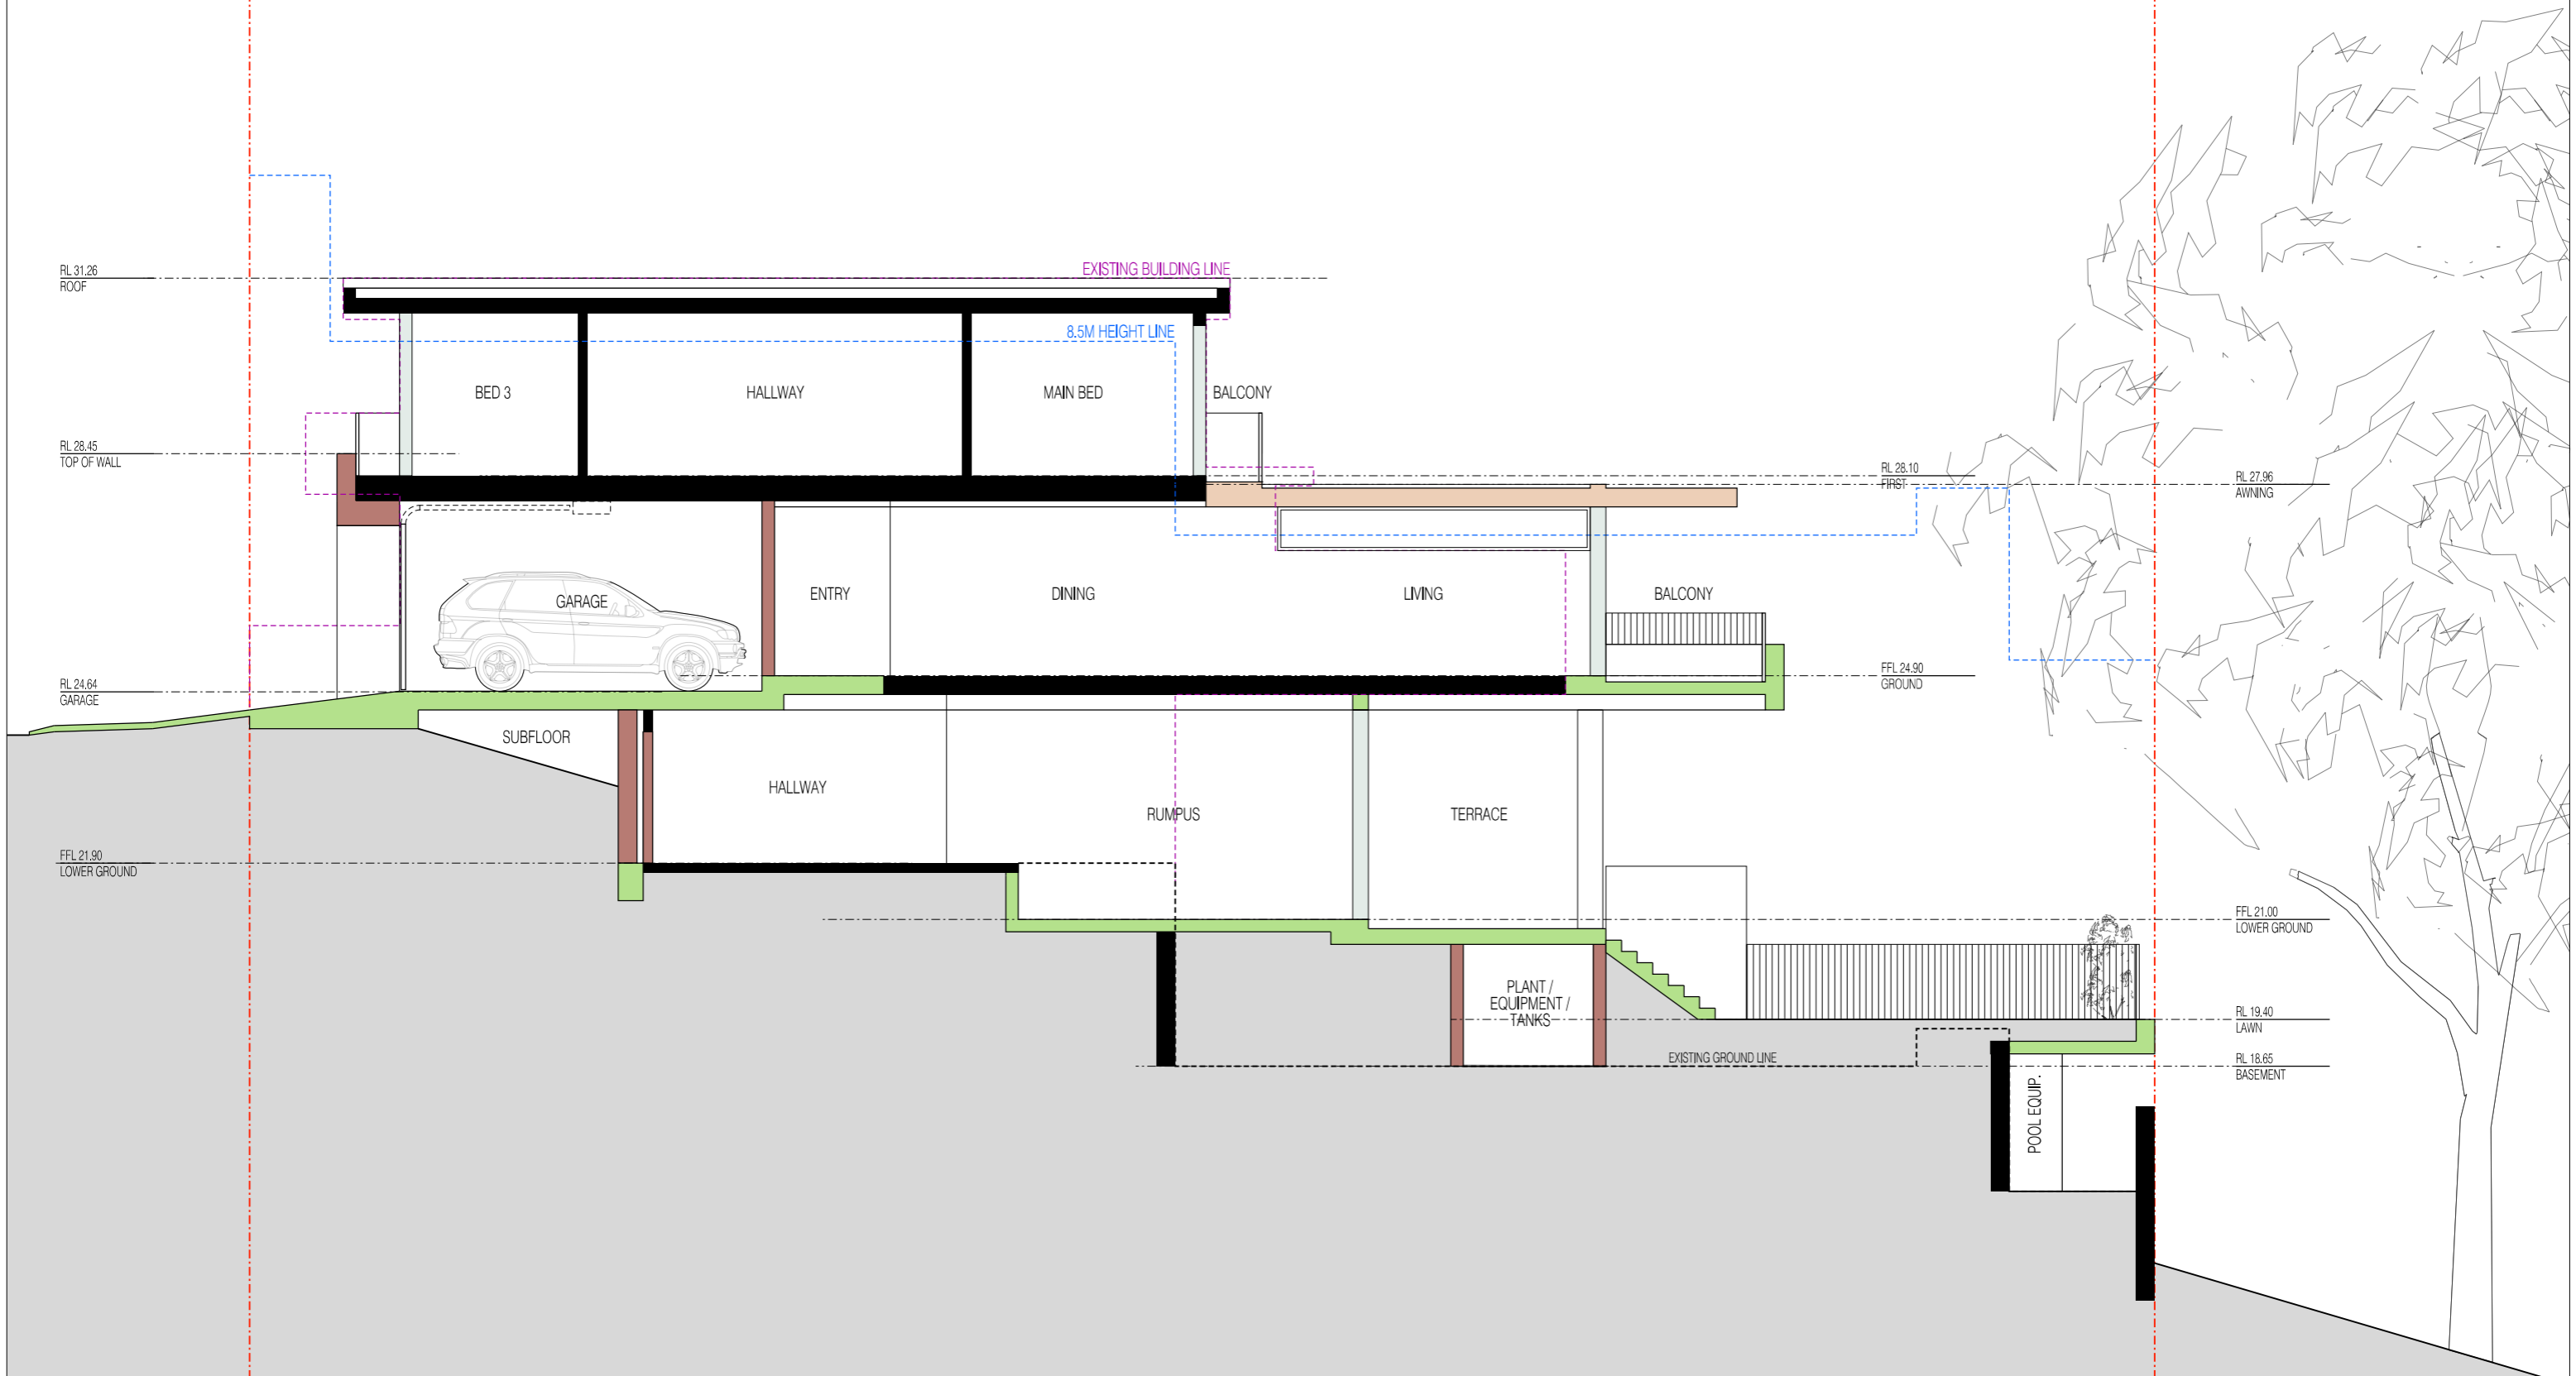 EXISTING BUILDING LINE
RL 31.26
ROOF
8.5M HEIGHT LINE
BED 3
HALLWAY
MAIN BED
BALCONY
RL 28.45
TOP OF WALL
RL 28.10
FIRST
RL 27.96
AWNING
GARAGE
ENTRY
DINING
LIVING
BALCONY
RL 24.64
GARAGE
FFL 24.90
GROUND
SUBFLOOR
HALLWAY
RUMPUS
TERRACE
FFL 21.90
LOWER GROUND
FFL 21.00
LOWER GROUND
PLANT /
EQUIPMENT /
TANKS
RL 19.40
LAWN
EXISTING GROUND LINE
RL 18.65
BASEMENT
POOL EQUIP.